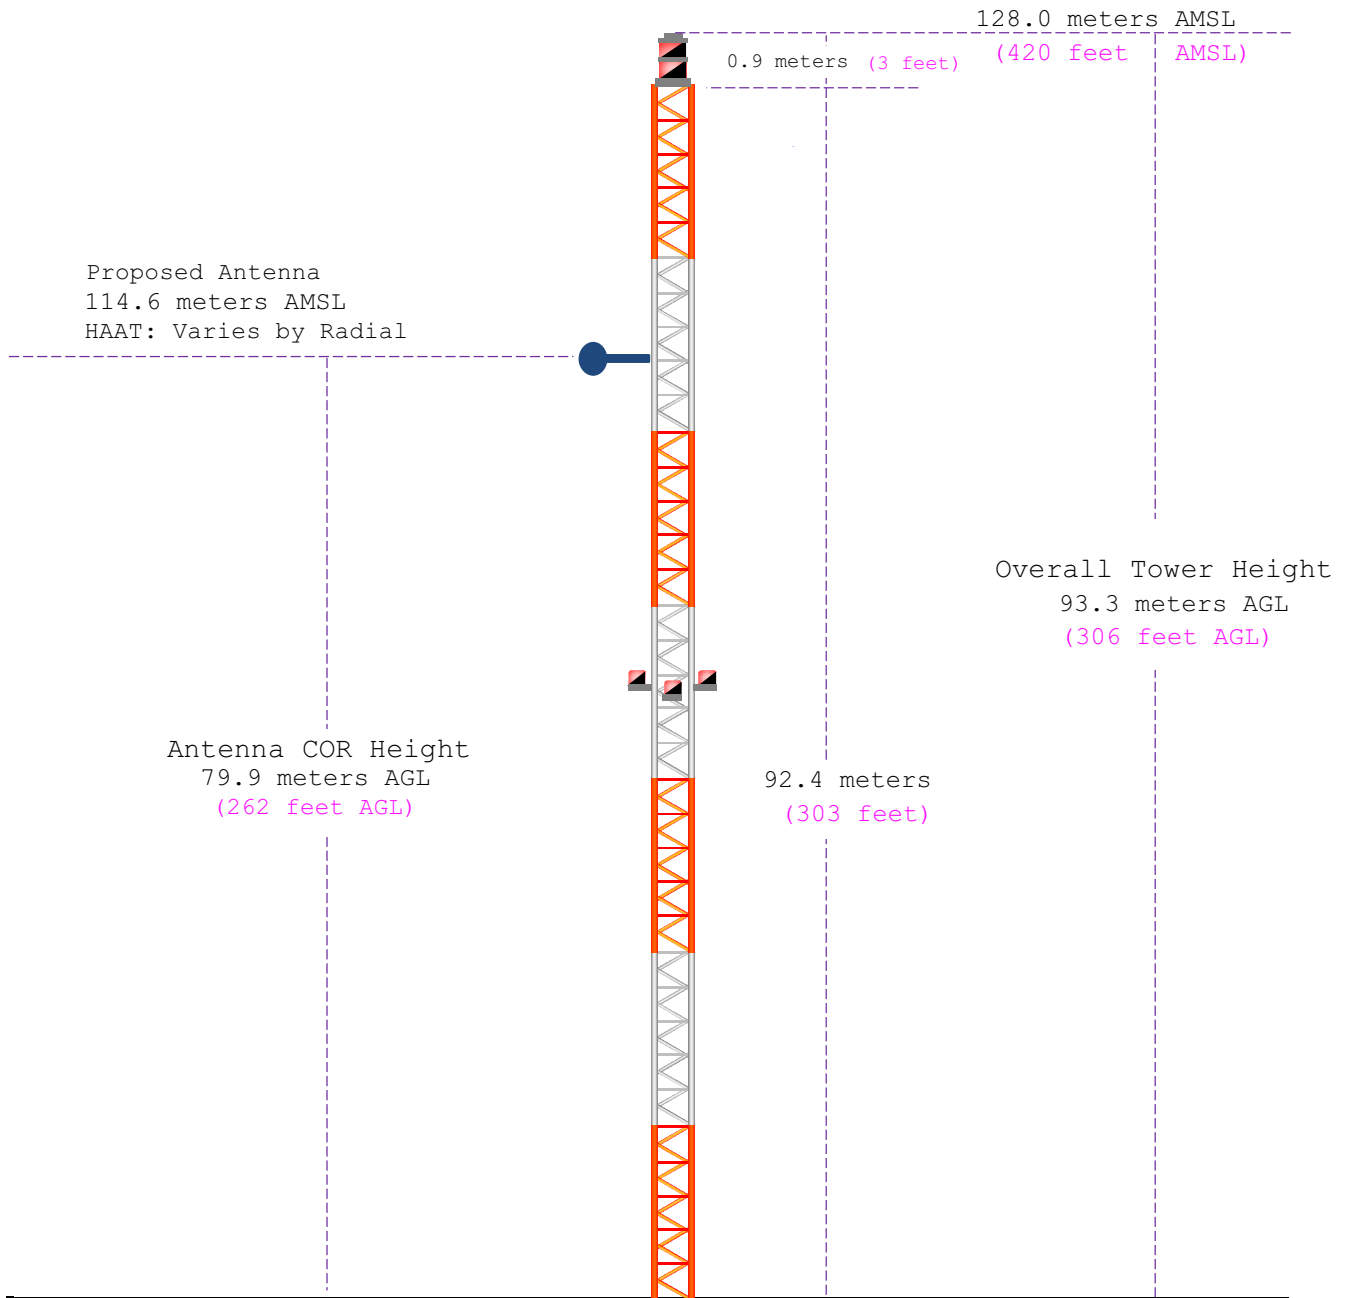 128.0 meters AMSL
(420 feet AMSL)
0.9 meters (3 feet)
Proposed Antenna
114.6 meters AMSL
HAAT: Varies by Radial
Overall Tower Height
93.3 meters AGL
(306 feet AGL)
Antenna COR Height
79.9 meters AGL
(262 feet AGL)
92.4 meters
(303 feet)